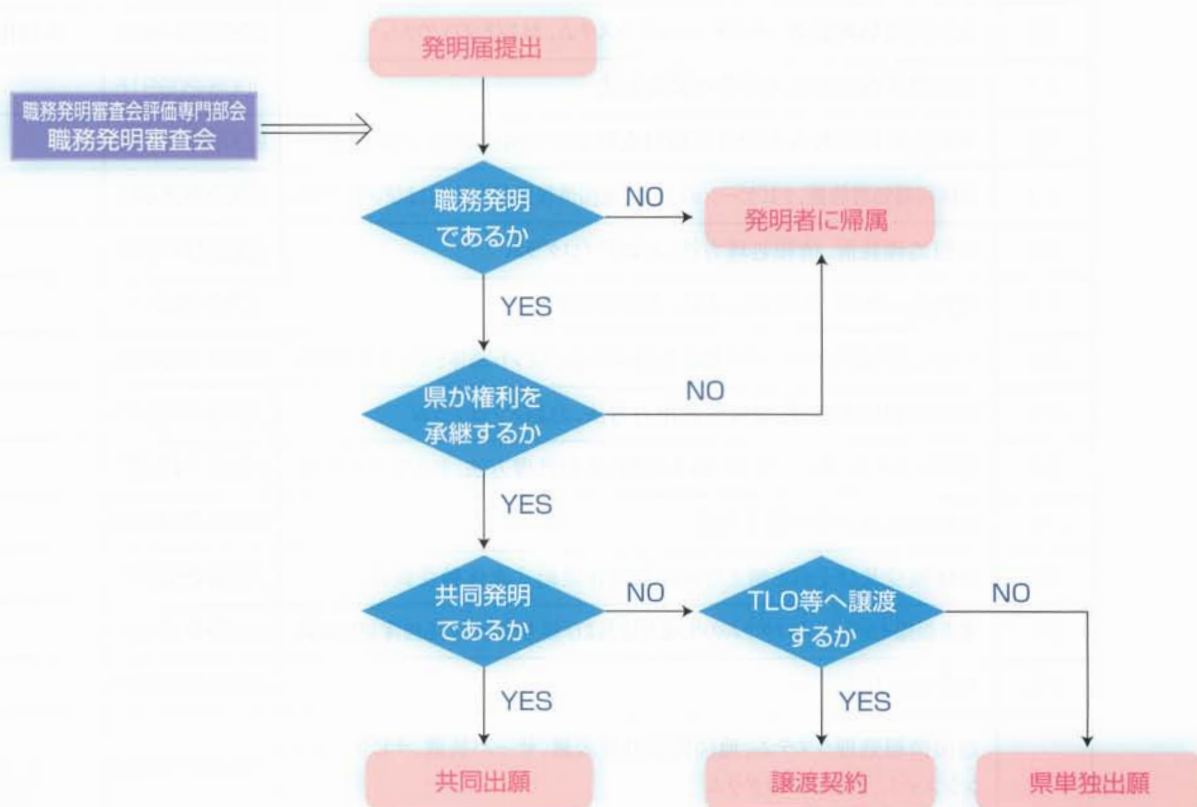 発明届提出
職務発明審査会評価専門部会
職務発明審査会
職務発明
であるか
NO
発明者に帰属
YES
県が権利を
承継するか
NO
YES
共同発明
であるか
NO
TLO等へ譲渡
するか
NO
YES
YES
共同出願
譲渡契約
県単独出願